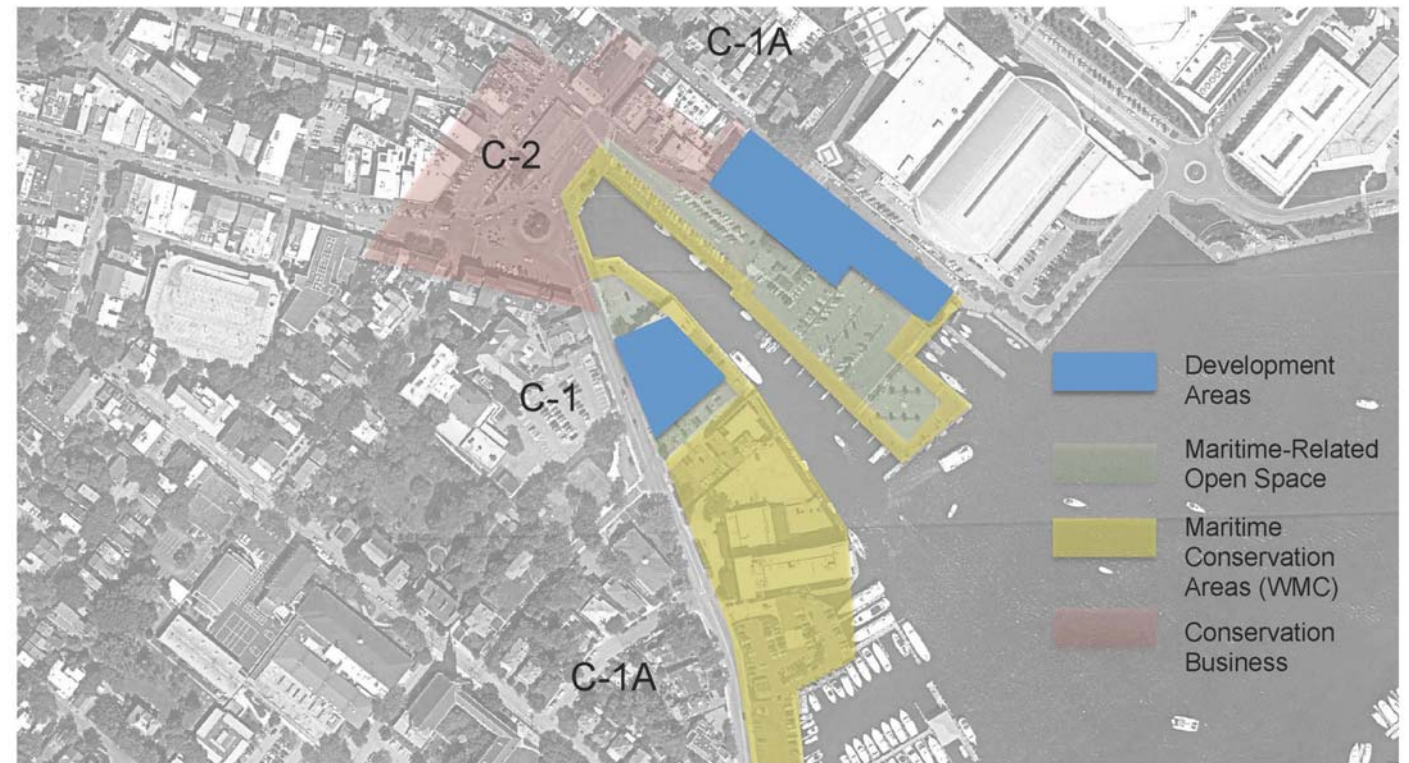 C-1A
C-2
C-1
C-1A
Development
Areas
Maritime-Related
Open Space
Maritime
Conservation
Areas (WMC)
Conservation
Business